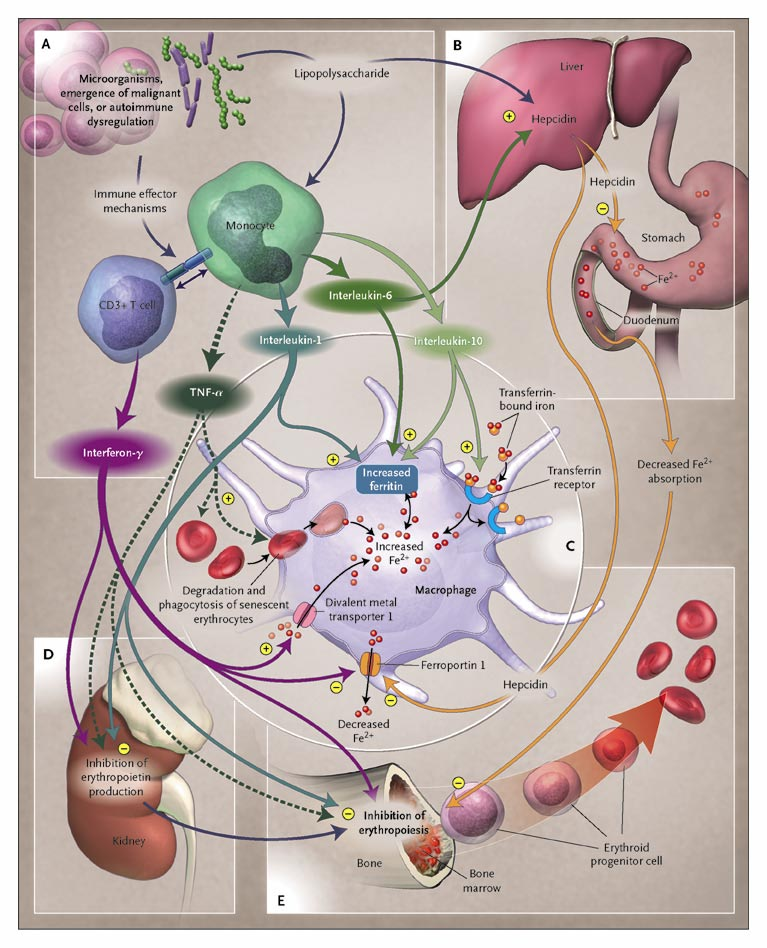 A
B
Microorganisms,
emergence of malignant
cells, or autoimmune
dysregulation
Lipopolysaccharide
Liver
+
Hepcidin
Immune effector
mechanisms
Monocyte
Hepcidin
−
Stomach
Fe²⁺
CD3+ T cell
Interleukin-6
Duodenum
Interleukin-1
Interleukin-10
TNF-α
Transferrin-
bound iron
Interferon-γ
+
+
+
Increased
ferritin
Transferrin
receptor
Decreased Fe²⁺
absorption
+
Increased
Fe²⁺
C
Degradation and
phagocytosis of senescent
erythrocytes
Macrophage
Divalent metal
transporter 1
+
D
Ferroportin 1
−
−
Hepcidin
Decreased
Fe²⁺
−
Inhibition of
erythropoietin
production
−
−
Inhibition of
erythropoiesis
Kidney
Bone
Bone
marrow
Erythroid
progenitor cell
E